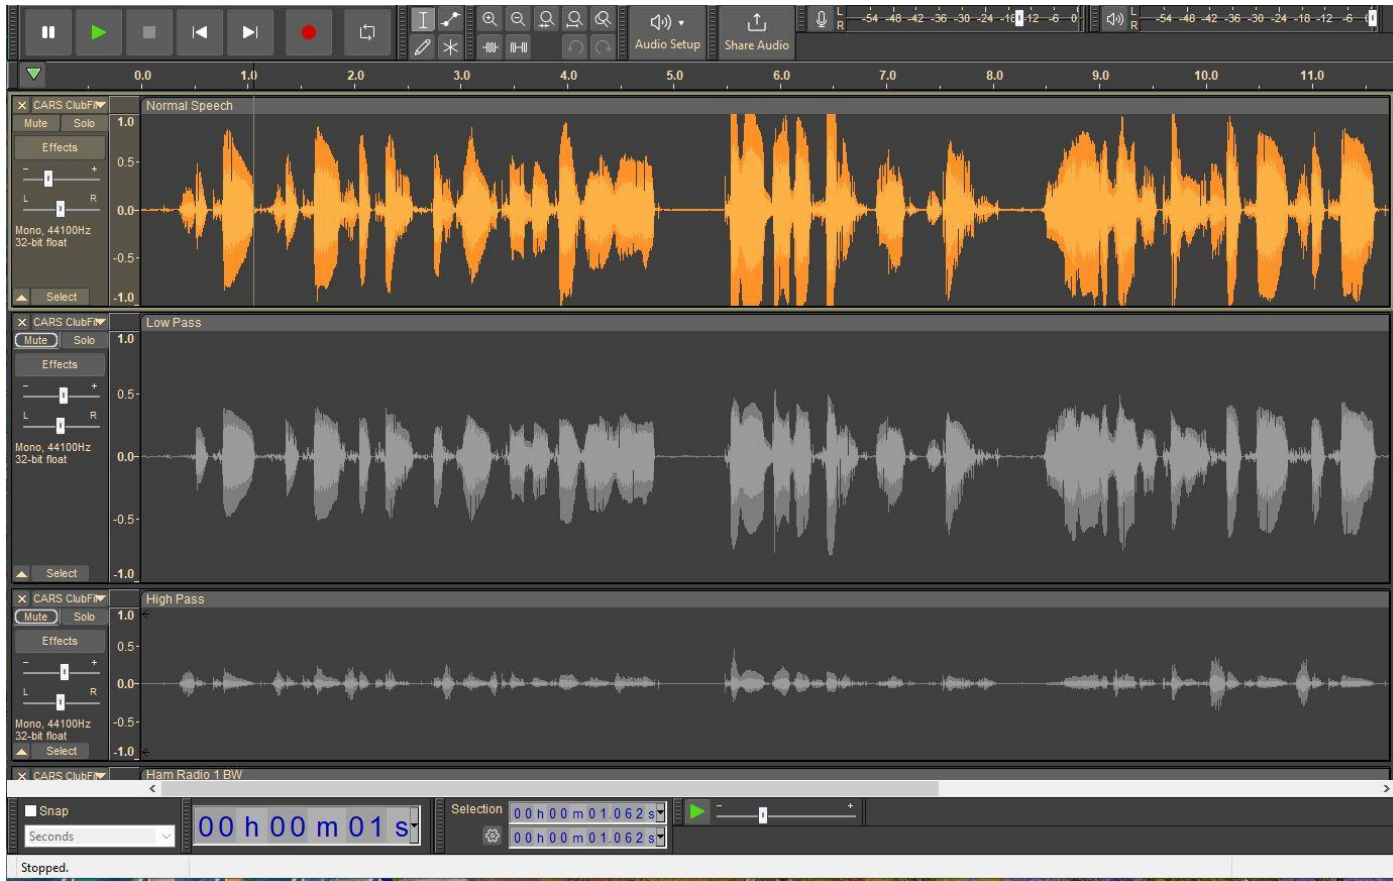 Audio Setup
Share Audio
L
R
-54 -48 -42 -36 -30 -24 -18 -12 -6 0
L
R
-54 -48 -42 -36 -30 -24 -18 -12 -6 0
0.0 1.0 2.0 3.0 4.0 5.0 6.0 7.0 8.0 9.0 10.0 11.0
CARS ClubFi
Normal Speech
Mute Solo
Effects
- +
L R
Mono, 44100Hz
32-bit float
Select
1.0
0.5-
0.0-
-0.5-
-1.0
CARS ClubFi
Low Pass
Mute Solo
Effects
- +
L R
Mono, 44100Hz
32-bit float
Select
1.0
0.5-
0.0-
-0.5-
-1.0
CARS ClubFi
High Pass
Mute Solo
Effects
- +
L R
Mono, 44100Hz
32-bit float
Select
1.0
0.5-
0.0-
-0.5-
-1.0
CARS ClubFi
Ham Radio 1 BW
Snap
Seconds
00 h 00 m 01 s
Selection
00 h 00 m 01.062 s
00 h 00 m 01.062 s
- +
Stopped.